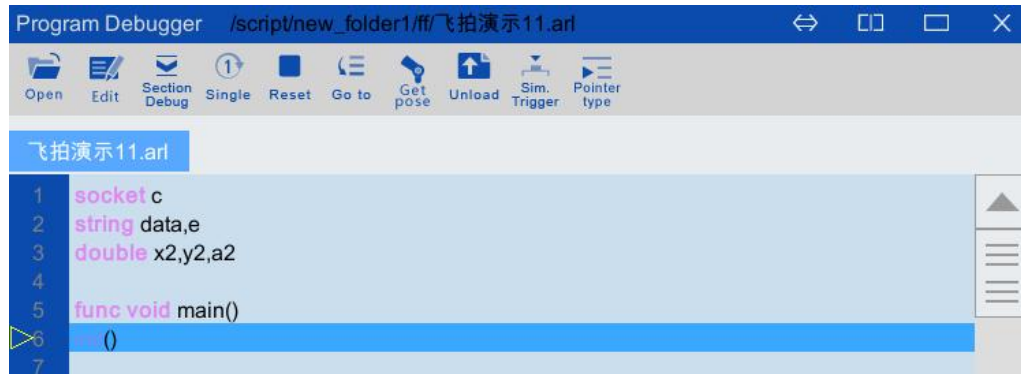 Program Debugger /script/new_folder1/ff/飞拍演示11.arl
Open Edit Section Debug Single Reset Go to Get pose Unload Sim. Trigger Pointer type
飞拍演示11.arl
1 socket c
2 string data,e
3 double x2,y2,a2
4
5 func void main()
6 ()
7